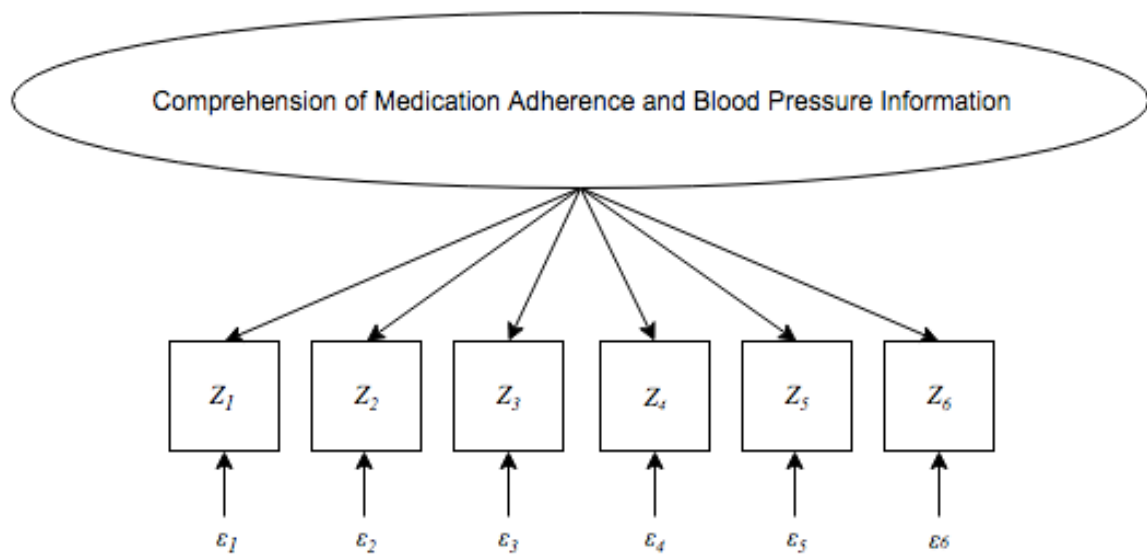 Comprehension of Medication Adherence and Blood Pressure Information
Z1 Z2 Z3 Z4 Z5 Z6
ε1 ε2 ε3 ε4 ε5 ε6